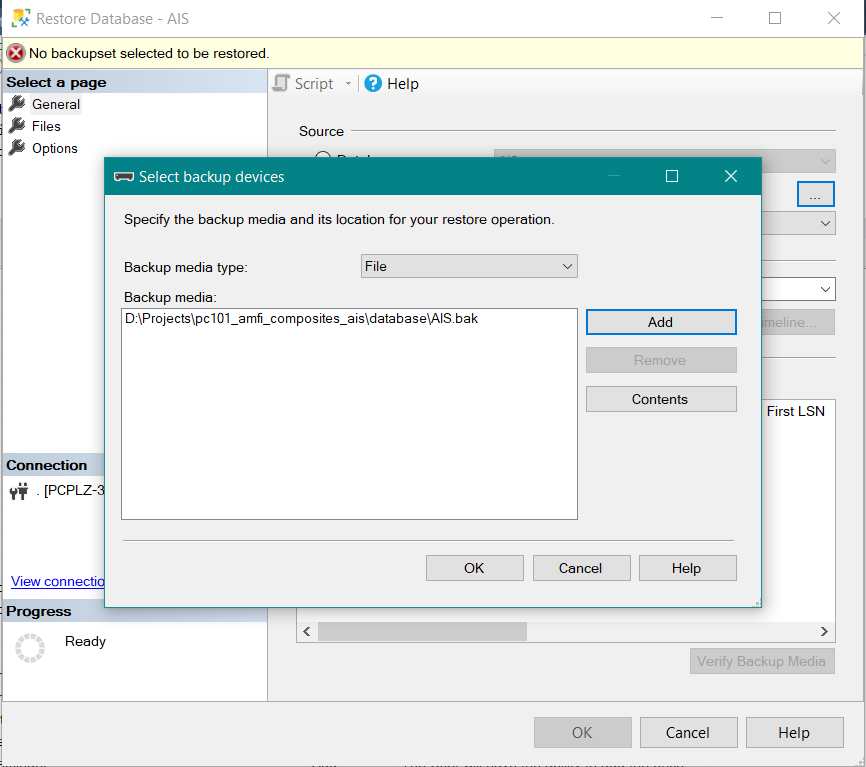 Restore Database - AIS
No backupset selected to be restored.
Select a page
General
Files
Options
Script
Help
Source
...
Select backup devices
Specify the backup media and its location for your restore operation.
Backup media type:
File
Backup media:
D:\Projects\pc101_amfi_composites_ais\database\AIS.bak
Add
Remove
Contents
OK
Cancel
Help
imeline...
First LSN
Connection
. [PCPLZ-3
View connectio
Progress
Ready
Verify Backup Media
OK
Cancel
Help